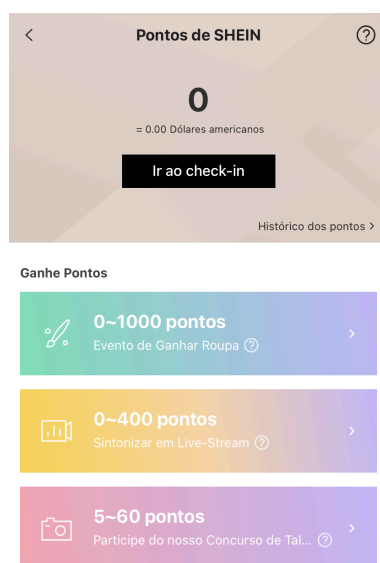 Pontos de SHEIN
0
= 0.00 Dólares americanos
Ir ao check-in
Histórico dos pontos >
Ganhe Pontos
0~1000 pontos
Evento de Ganhar Roupa ?
0~400 pontos
Sintonizar em Live-Stream ?
5~60 pontos
Participe do nosso Concurso de Tal... ?